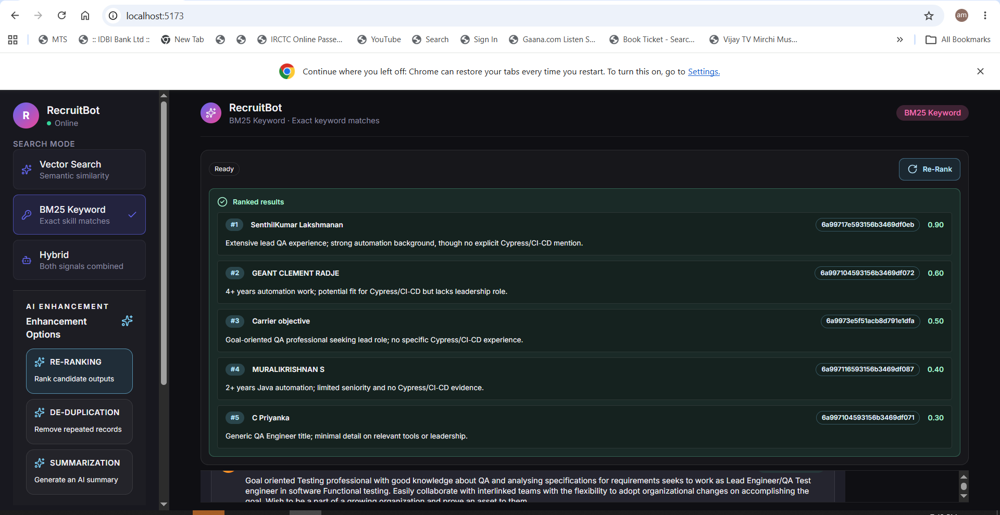 localhost:5173
am
MTS
:: IDBI Bank Ltd ::
New Tab
IRCTC Online Passe...
YouTube
Search
Sign In
Gaana.com Listen S...
Book Ticket - Searc...
Vijay TV Mirchi Mus...
»
All Bookmarks
Continue where you left off: Chrome can restore your tabs every time you restart. To turn this on, go to Settings.
R
RecruitBot
Online
SEARCH MODE
Vector Search
Semantic similarity
BM25 Keyword
Exact skill matches
Hybrid
Both signals combined
AI ENHANCEMENT
Enhancement
Options
RE-RANKING
Rank candidate outputs
DE-DUPLICATION
Remove repeated records
SUMMARIZATION
Generate an AI summary
RecruitBot
BM25 Keyword · Exact keyword matches
BM25 Keyword
Ready
Re-Rank
Ranked results
#1 SenthilKumar Lakshmanan 6a99717e593156b3469df0eb 0.90
Extensive lead QA experience; strong automation background, though no explicit Cypress/CI-CD mention.
#2 GEANT CLEMENT RADJE 6a997104593156b3469df072 0.60
4+ years automation work; potential fit for Cypress/CI-CD but lacks leadership role.
#3 Carrier objective 6a9973e5f51acb8d791e1dfa 0.50
Goal-oriented QA professional seeking lead role; no specific Cypress/CI-CD experience.
#4 MURALIKRISHNAN S 6a997116593156b3469df087 0.40
2+ years Java automation; limited seniority and no Cypress/CI-CD evidence.
#5 C Priyanka 6a997104593156b3469df071 0.30
Generic QA Engineer title; minimal detail on relevant tools or leadership.
Goal oriented Testing professional with good knowledge about QA and analysing specifications for requirements seeks to work as Lead Engineer/QA Test
engineer in software Functional testing. Easily collaborate with interlinked teams with the flexibility to adopt organizational changes on accomplishing the
goal. Wish to be a part of a growing organization and prove an asset to them